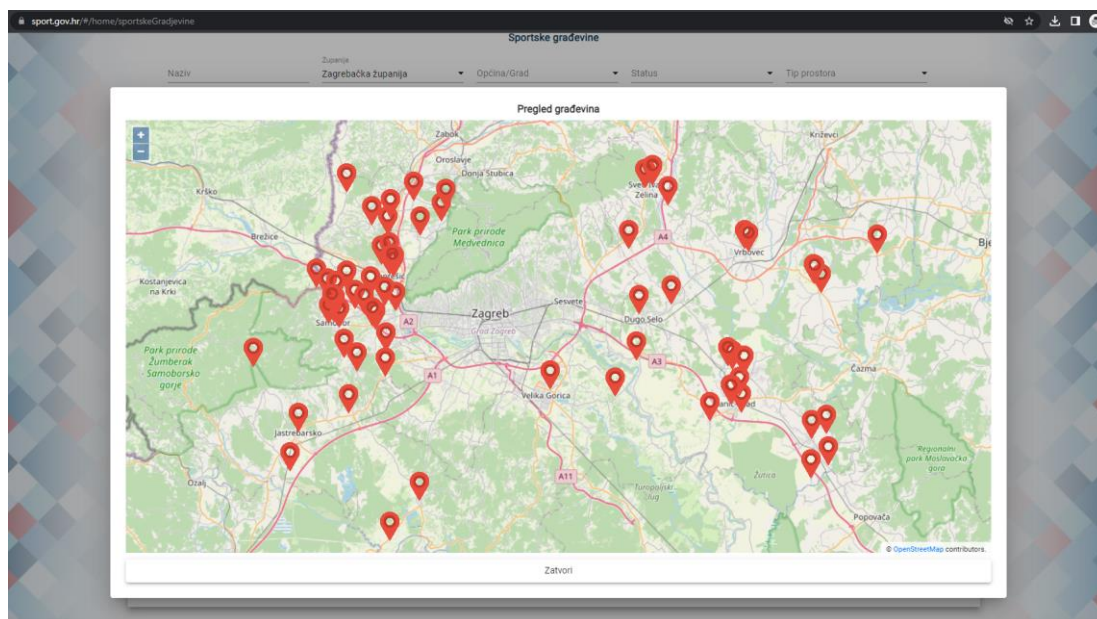 sport.gov.hr/#/home/sportskeGradjevine
Sportske građevine
Naziv
Županija
Zagrebačka županija
Općina/Grad
Status
Tip prostora
Pregled građevina
+
−
Zabok
Križevci
Oroslavje
Donja Stubica
Krško
Zelina
Brežice
Park prirode
Medvednica
A4
Vrbovec
Kostanjevica
na Krki
Sesvete
Zagreb
Grad Zagreb
Dugo Selo
A2
Park prirode
Žumberak
- Samoborsko
gorje
A3
Čazma
A1
Velika Gorica
Jastrebarsko
Regionalni
park Moslavačka
gora
Ozalj
A11
Turopoljski
lug
Žutica
Popovača
© OpenStreetMap contributors.
Zatvori